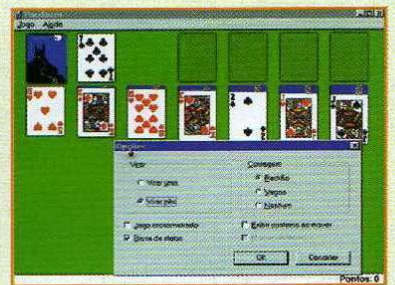 Jogo Ajuda
Opções
Virar
Virar uma
Virar três
Contagem
Padrão
Vegas
Nenhum
Jogo cronometrado
Barra de status
Exibir contorno ao mover
OK
Cancelar
Pontos: 0